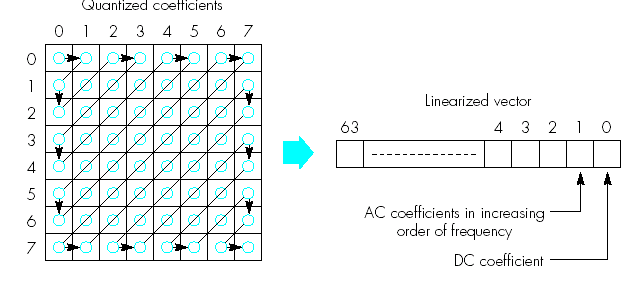 Quantized coefficients
0 1 2 3 4 5 6 7
0
1
2
3
4
5
6
7
Linearized vector
63 4 3 2 1 0
AC coefficients in increasing
order of frequency
DC coefficient